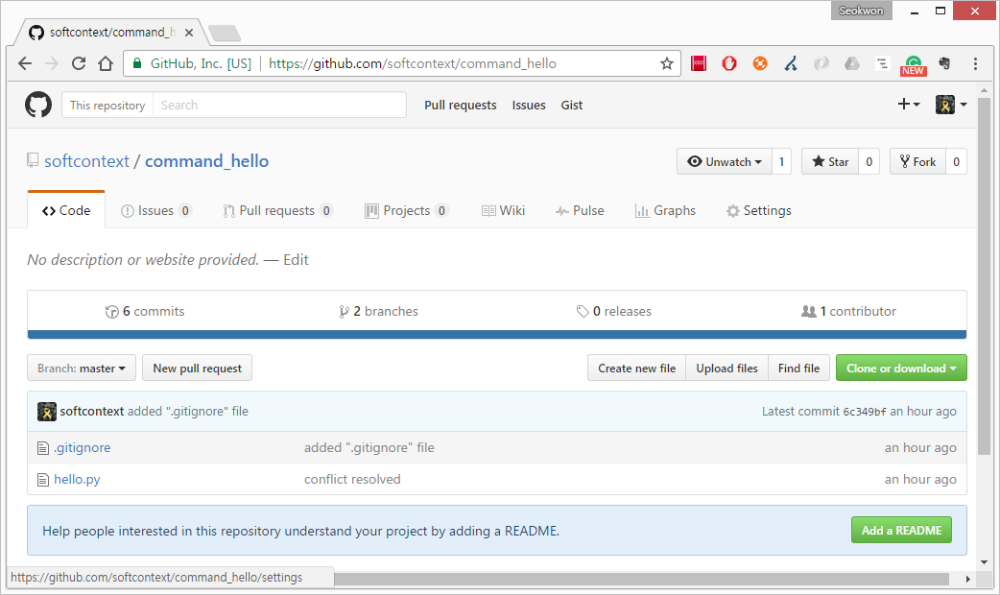 Seokwon
softcontext/command_h
GitHub, Inc. [US] https://github.com/softcontext/command_hello
NEW
This repository Search Pull requests Issues Gist
softcontext / command_hello Unwatch 1 Star 0 Fork 0
Code Issues 0 Pull requests 0 Projects 0 Wiki Pulse Graphs Settings
No description or website provided. — Edit
6 commits 2 branches 0 releases 1 contributor
Branch: master New pull request Create new file Upload files Find file Clone or download
softcontext added ".gitignore" file Latest commit 6c349bf an hour ago
.gitignore added ".gitignore" file an hour ago
hello.py conflict resolved an hour ago
Help people interested in this repository understand your project by adding a README. Add a README
https://github.com/softcontext/command_hello/settings